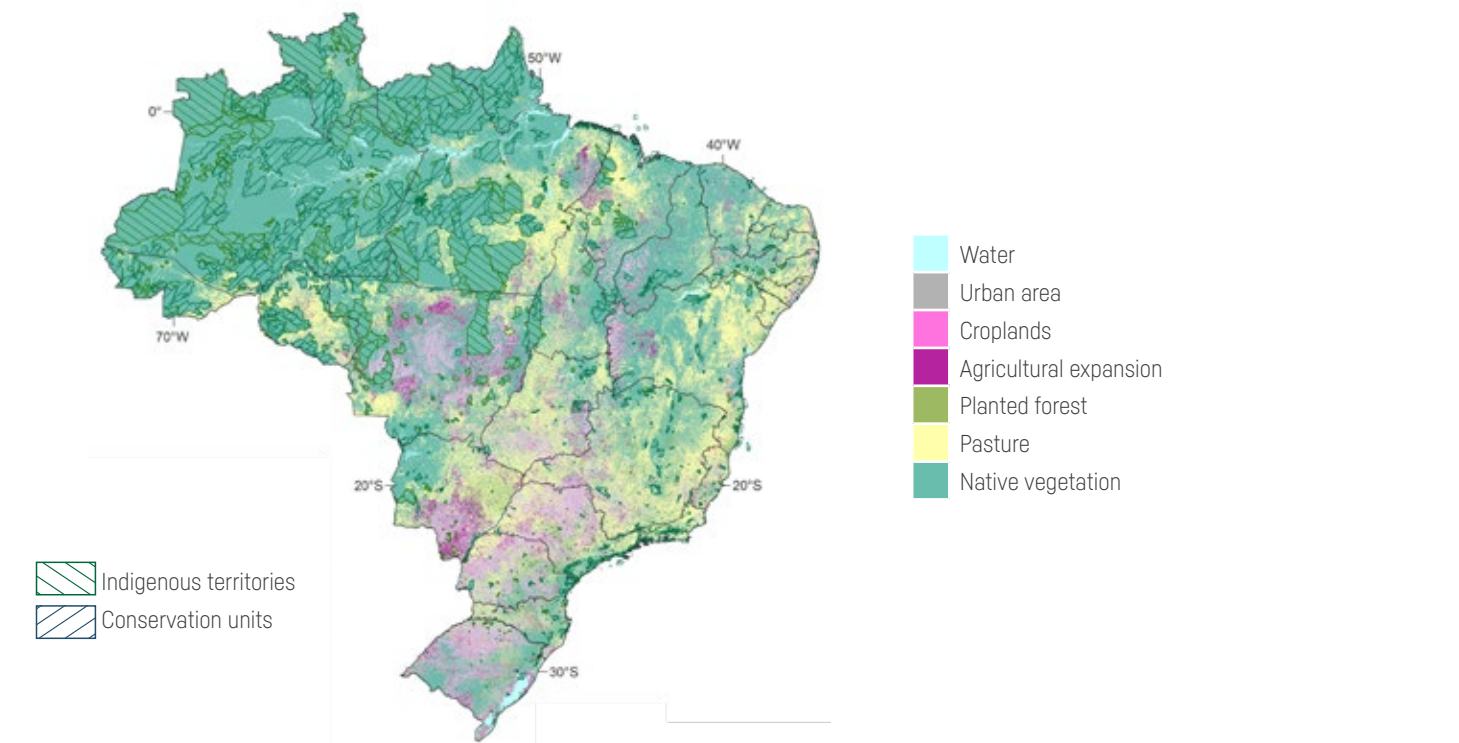 50°W
0°
40°W
70°W
20°S
20°S
30°S
Water
Urban area
Croplands
Agricultural expansion
Planted forest
Pasture
Native vegetation
Indigenous territories
Conservation units